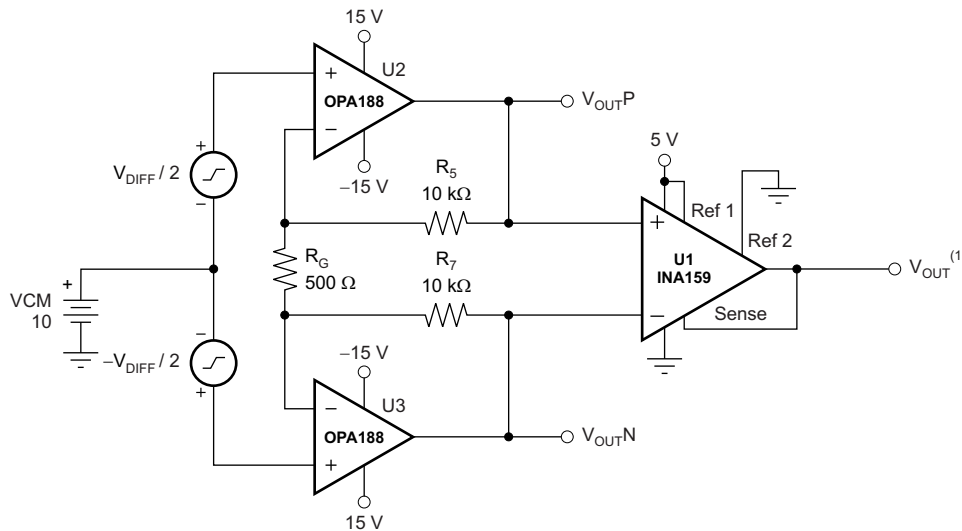 15 V
U2
+
OPA188
−
−15 V
V_OUT P
+
V_DIFF / 2
−
R_5
10 kΩ
5 V
Ref 1
Ref 2
+
U1
INA159
−
Sense
V_OUT (1
R_G
500 Ω
R_7
10 kΩ
+
VCM
10
−
−V_DIFF / 2
+
−15 V
U3
−
OPA188
+
V_OUT N
15 V